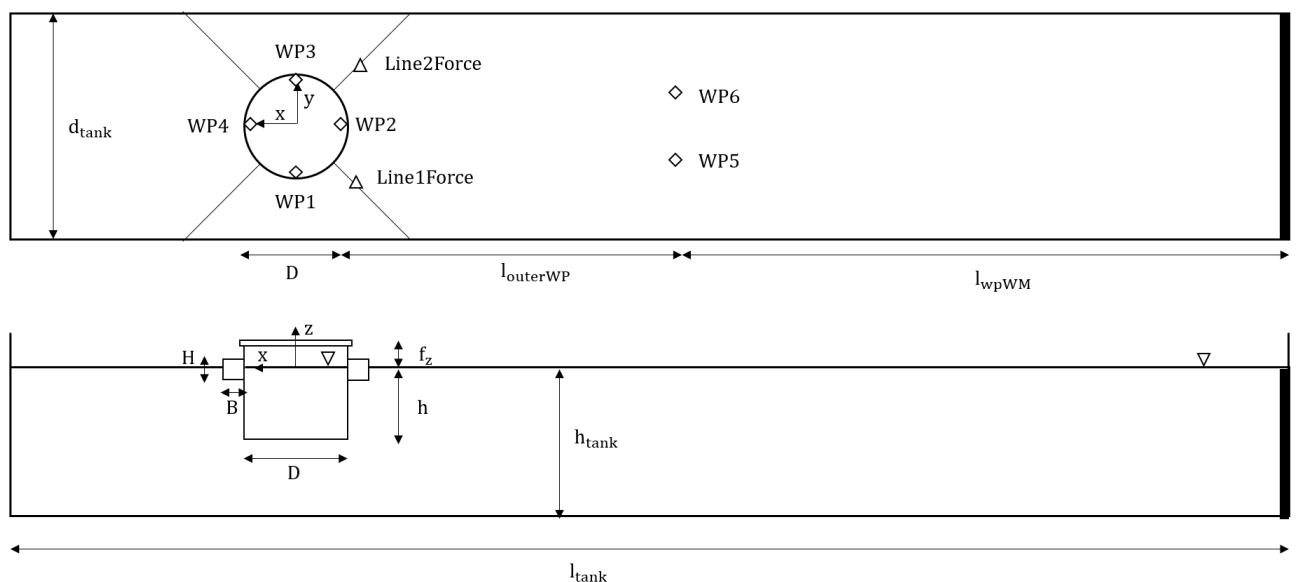 WP3
Line2Force
y
x
WP4
WP2
d_tank
WP6
WP5
Line1Force
WP1
D
l_outerWP
l_wpWM
z
H
x
f_z
B
h
h_tank
D
l_tank